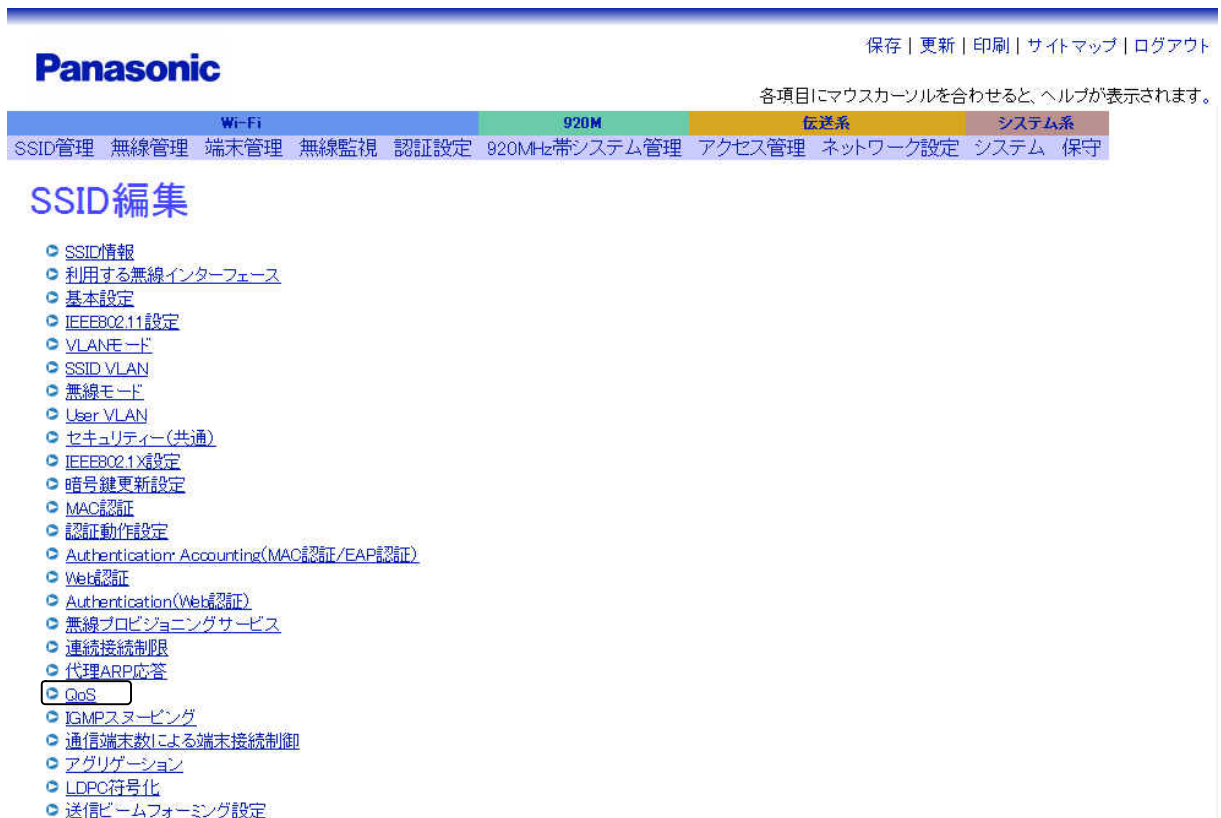 保存 | 更新 | 印刷 | サイトマップ | ログアウト
Panasonic
各項目にマウスカーソルを合わせると、ヘルプが表示されます。
Wi-Fi 920M 伝送系 システム系
SSID管理 無線管理 端末管理 無線監視 認証設定 920MHz帯システム管理 アクセス管理 ネットワーク設定 システム 保守
SSID編集
SSID情報
利用する無線インターフェース
基本設定
IEEE802.11設定
VLANモード
SSID VLAN
無線モード
User VLAN
セキュリティー(共通)
IEEE802.1X設定
暗号鍵更新設定
MAC認証
認証動作設定
Authentication・Accounting(MAC認証/EAP認証)
Web認証
Authentication(Web認証)
無線プロビジョニングサービス
連続接続制限
代理ARP応答
QoS
IGMPスヌーピング
通信端末数による端末接続制御
アグリゲーション
LDPC符号化
送信ビームフォーミング設定